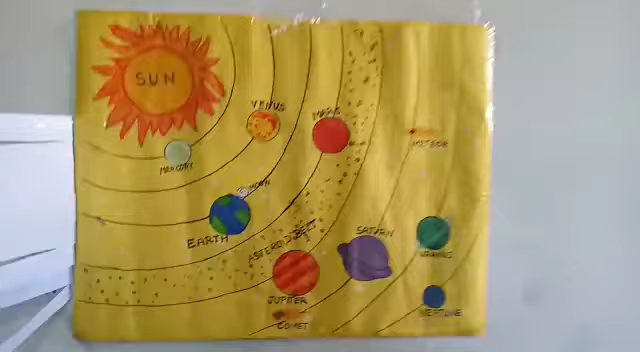 SUN
VENUS
MARS
METEOR
MERCURY
MOON
EARTH
ASTEROID BELT
SATURN
URANUS
JUPITER
COMET
NEPTUNE